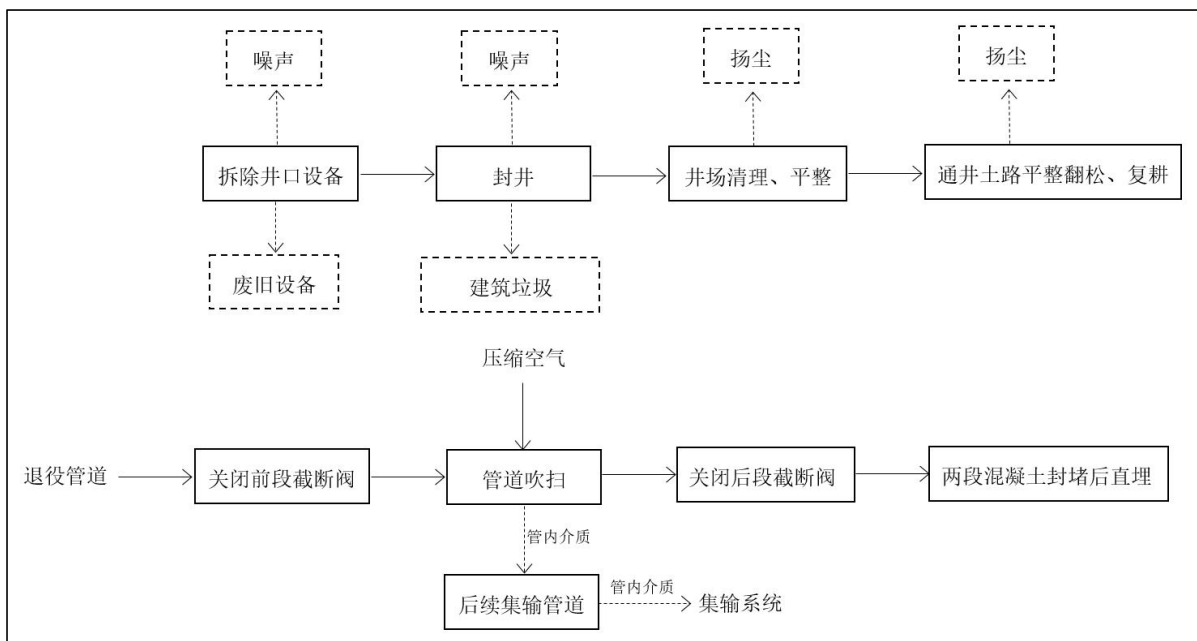 噪声
噪声
扬尘
扬尘
拆除井口设备
封井
井场清理、平整
通井土路平整翻松、复耕
废旧设备
建筑垃圾
压缩空气
退役管道
关闭前段截断阀
管道吹扫
关闭后段截断阀
两段混凝土封堵后直埋
管内介质
后续集输管道
管内介质
集输系统